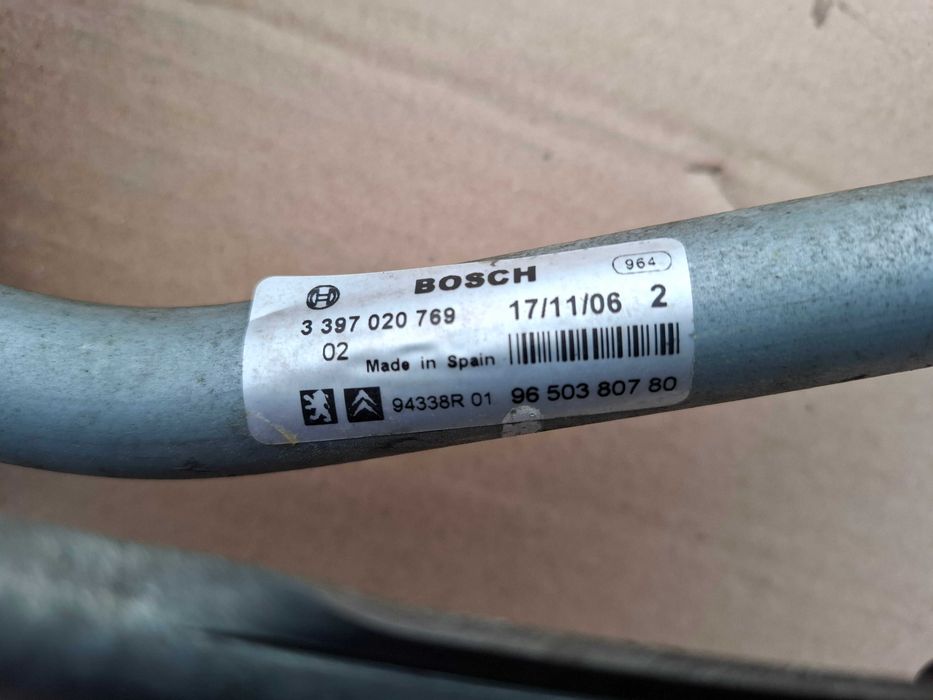 BOSCH 964
3 397 020 769 17/11/06 2
02 Made in Spain
94338R 01 96 503 807 80